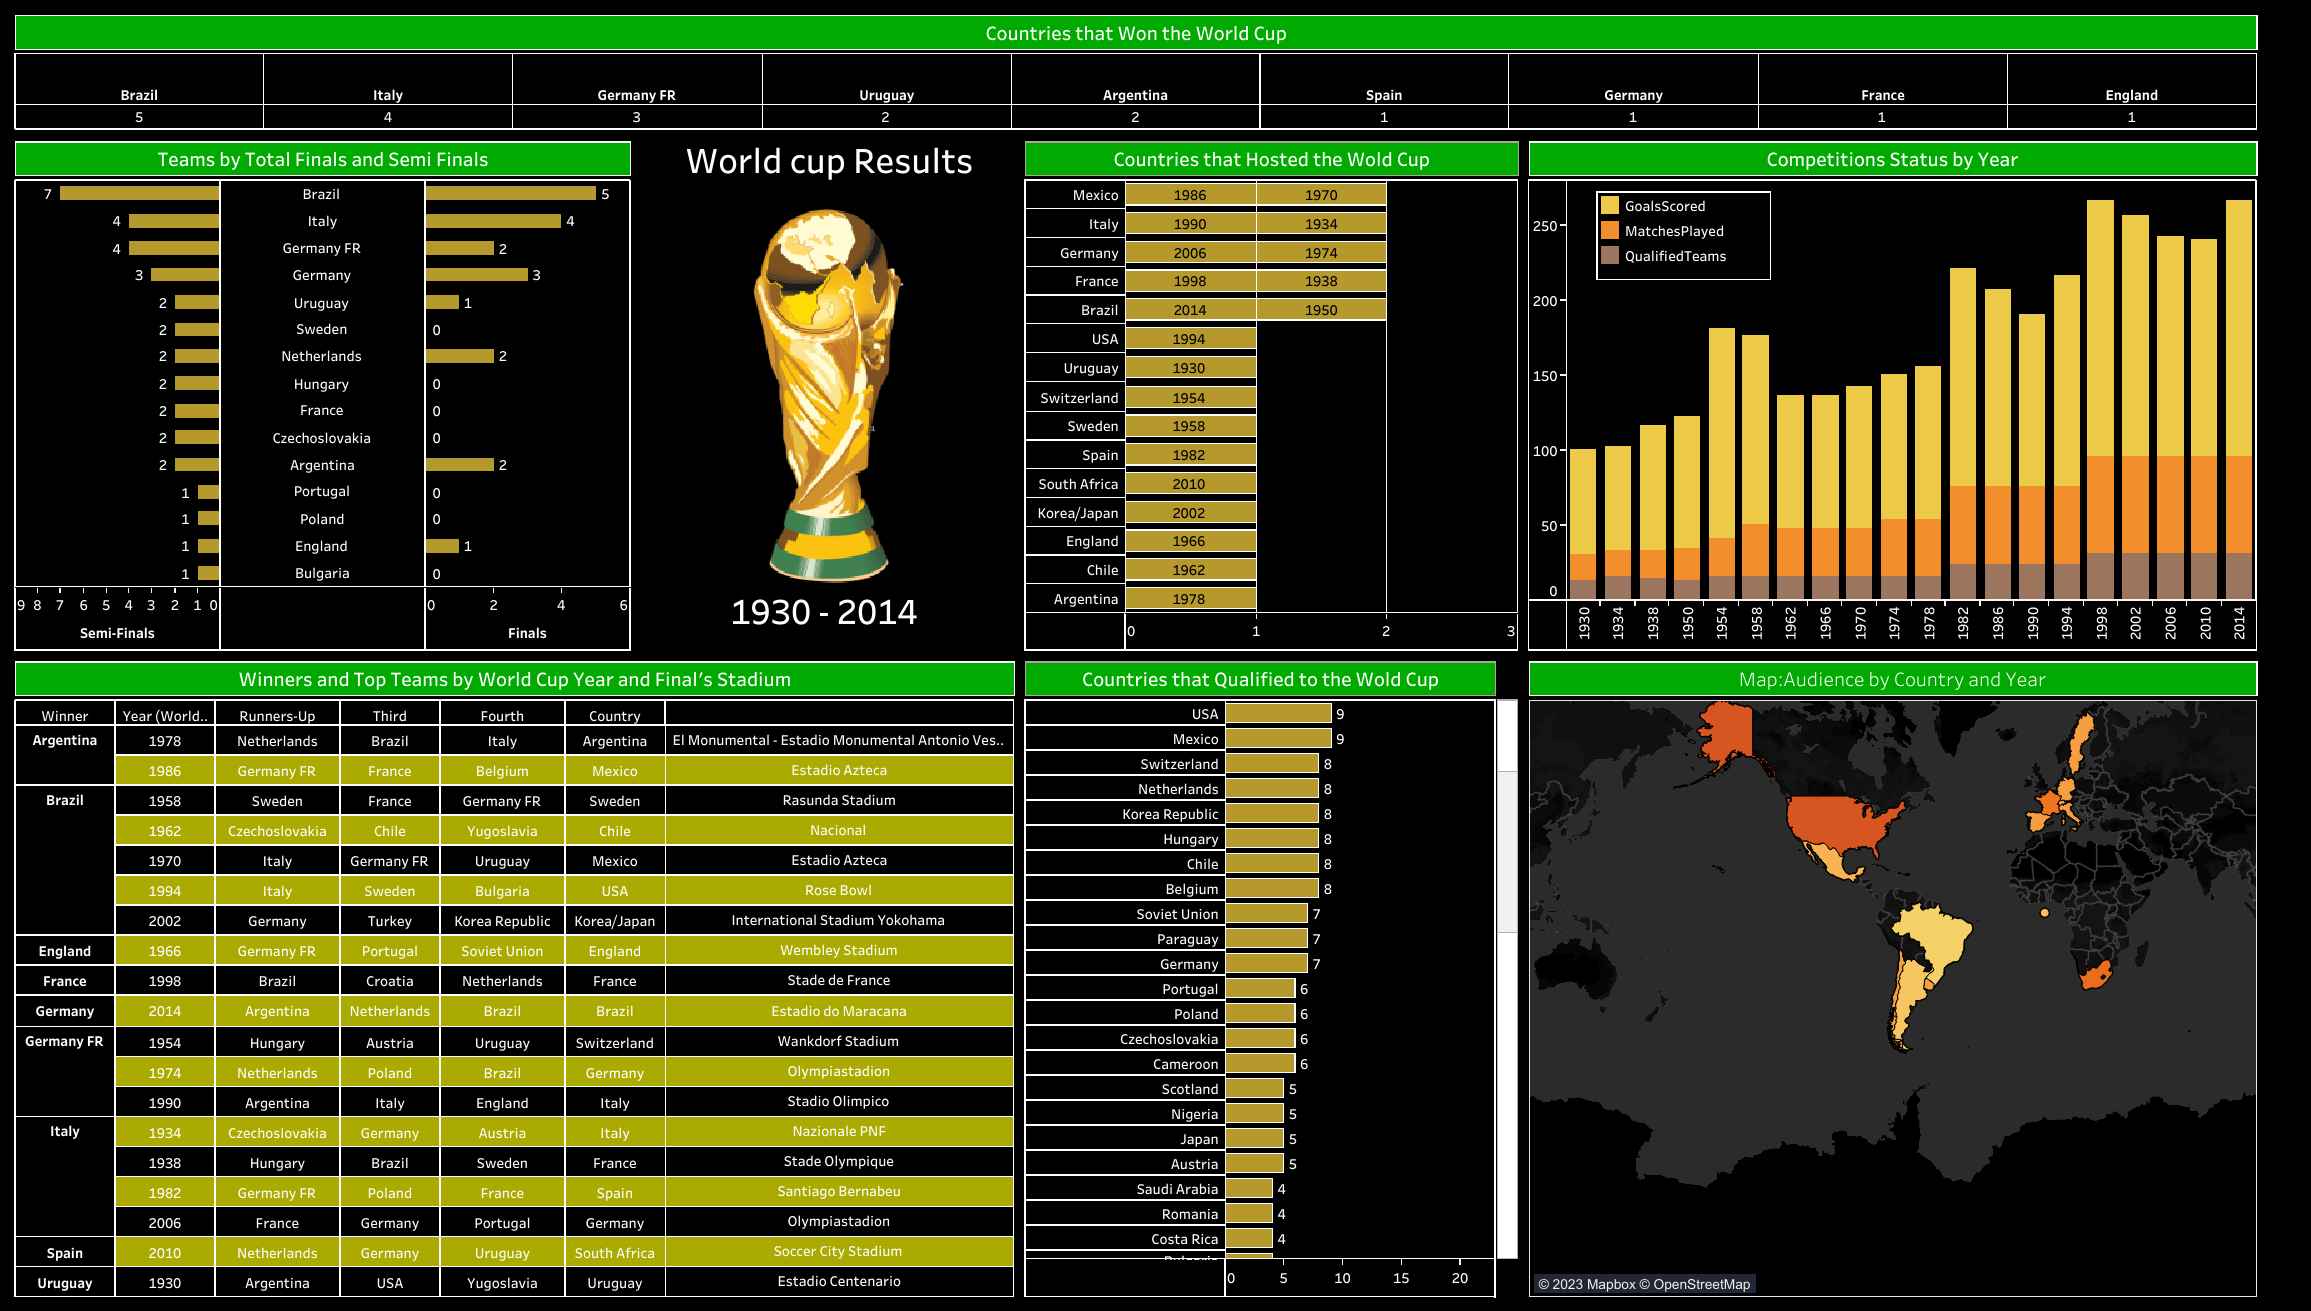 Countries that Won the World Cup
Brazil Italy Germany FR Uruguay Argentina Spain Germany France England
5 4 3 2 2 1 1 1 1
Teams by Total Finals and Semi Finals
7 Brazil 5
4 Italy 4
4 Germany FR 2
3 Germany 3
2 Uruguay 1
2 Sweden 0
2 Netherlands 2
2 Hungary 0
2 France 0
2 Czechoslovakia 0
2 Argentina 2
1 Portugal 0
1 Poland 0
1 England 1
1 Bulgaria 0
9 8 7 6 5 4 3 2 1 0 0 2 4 6
Semi-Finals Finals
World cup Results
1930 - 2014
Countries that Hosted the Wold Cup
Mexico 1986 1970
Italy 1990 1934
Germany 2006 1974
France 1998 1938
Brazil 2014 1950
USA 1994
Uruguay 1930
Switzerland 1954
Sweden 1958
Spain 1982
South Africa 2010
Korea/Japan 2002
England 1966
Chile 1962
Argentina 1978
0 1 2 3
Competitions Status by Year
GoalsScored
MatchesPlayed
QualifiedTeams
250
200
150
100
50
0
1930 1934 1938 1950 1954 1958 1962 1966 1970 1974 1978 1982 1986 1990 1994 1998 2002 2006 2010 2014
Winners and Top Teams by World Cup Year and Final's Stadium
Winner Year (World.. Runners-Up Third Fourth Country
Argentina 1978 Netherlands Brazil Italy Argentina El Monumental - Estadio Monumental Antonio Ves..
1986 Germany FR France Belgium Mexico Estadio Azteca
Brazil 1958 Sweden France Germany FR Sweden Rasunda Stadium
1962 Czechoslovakia Chile Yugoslavia Chile Nacional
1970 Italy Germany FR Uruguay Mexico Estadio Azteca
1994 Italy Sweden Bulgaria USA Rose Bowl
2002 Germany Turkey Korea Republic Korea/Japan International Stadium Yokohama
England 1966 Germany FR Portugal Soviet Union England Wembley Stadium
France 1998 Brazil Croatia Netherlands France Stade de France
Germany 2014 Argentina Netherlands Brazil Brazil Estadio do Maracana
Germany FR 1954 Hungary Austria Uruguay Switzerland Wankdorf Stadium
1974 Netherlands Poland Brazil Germany Olympiastadion
1990 Argentina Italy England Italy Stadio Olimpico
Italy 1934 Czechoslovakia Germany Austria Italy Nazionale PNF
1938 Hungary Brazil Sweden France Stade Olympique
1982 Germany FR Poland France Spain Santiago Bernabeu
2006 France Germany Portugal Germany Olympiastadion
Spain 2010 Netherlands Germany Uruguay South Africa Soccer City Stadium
Uruguay 1930 Argentina USA Yugoslavia Uruguay Estadio Centenario
Countries that Qualified to the Wold Cup
USA 9
Mexico 9
Switzerland 8
Netherlands 8
Korea Republic 8
Hungary 8
Chile 8
Belgium 8
Soviet Union 7
Paraguay 7
Germany 7
Portugal 6
Poland 6
Czechoslovakia 6
Cameroon 6
Scotland 5
Nigeria 5
Japan 5
Austria 5
Saudi Arabia 4
Romania 4
Costa Rica 4
0 5 10 15 20
Map:Audience by Country and Year
© 2023 Mapbox © OpenStreetMap